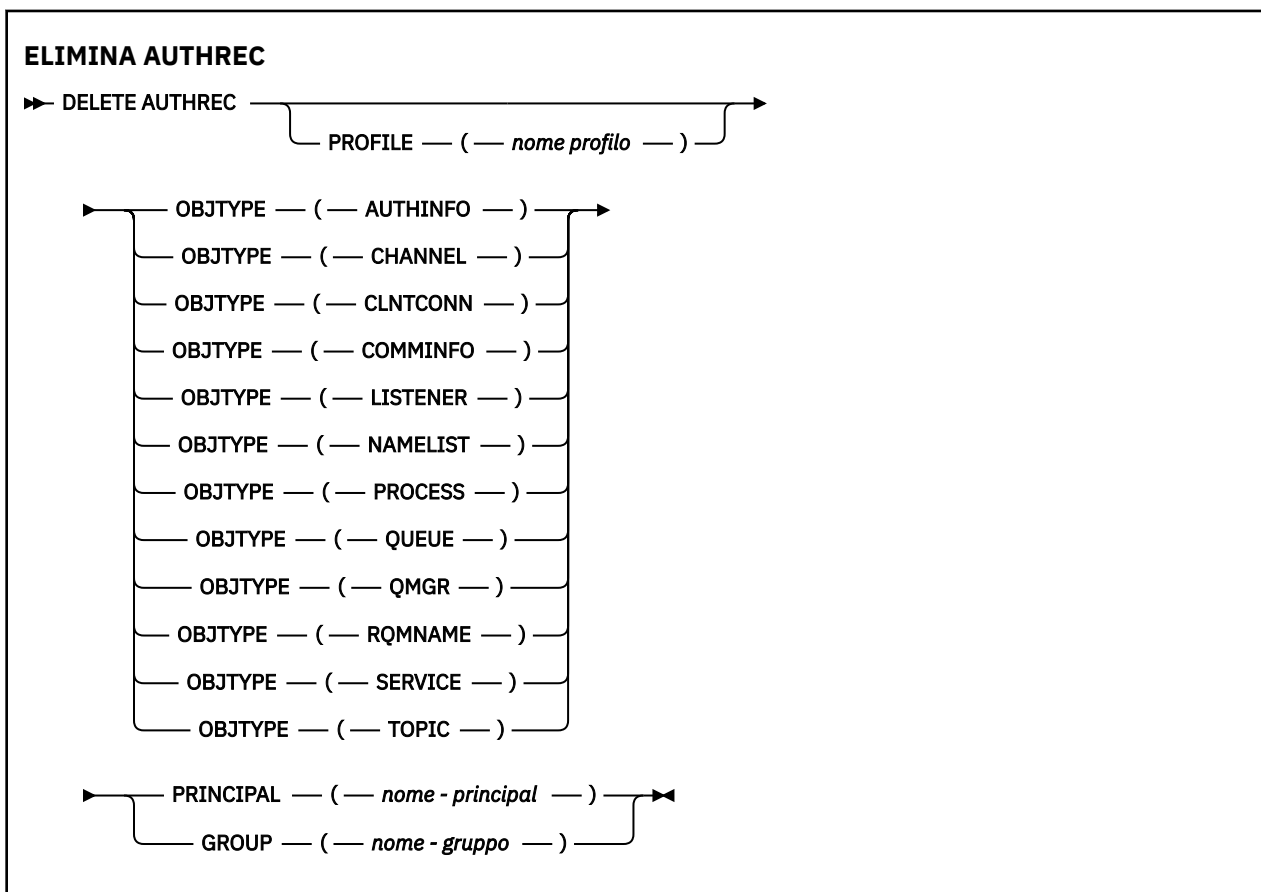 ELIMINA AUTHREC
DELETE AUTHREC
PROFILE ( nome profilo )
OBJTYPE ( AUTHINFO )
OBJTYPE ( CHANNEL )
OBJTYPE ( CLNTCONN )
OBJTYPE ( COMMINFO )
OBJTYPE ( LISTENER )
OBJTYPE ( NAMELIST )
OBJTYPE ( PROCESS )
OBJTYPE ( QUEUE )
OBJTYPE ( QMGR )
OBJTYPE ( RQMNAME )
OBJTYPE ( SERVICE )
OBJTYPE ( TOPIC )
PRINCIPAL ( nome - principal )
GROUP ( nome - gruppo )